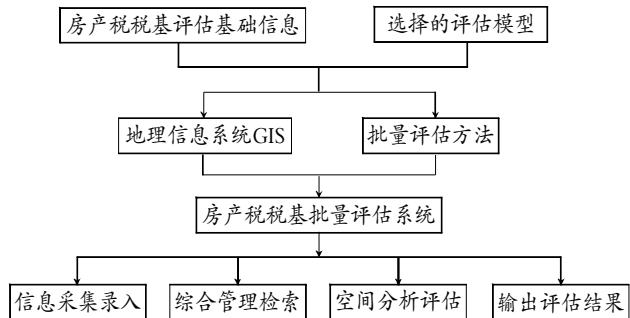 房产税税基评估基础信息
选择的评估模型
地理信息系统GIS
批量评估方法
房产税税基批量评估系统
信息采集录入
综合管理检索
空间分析评估
输出评估结果